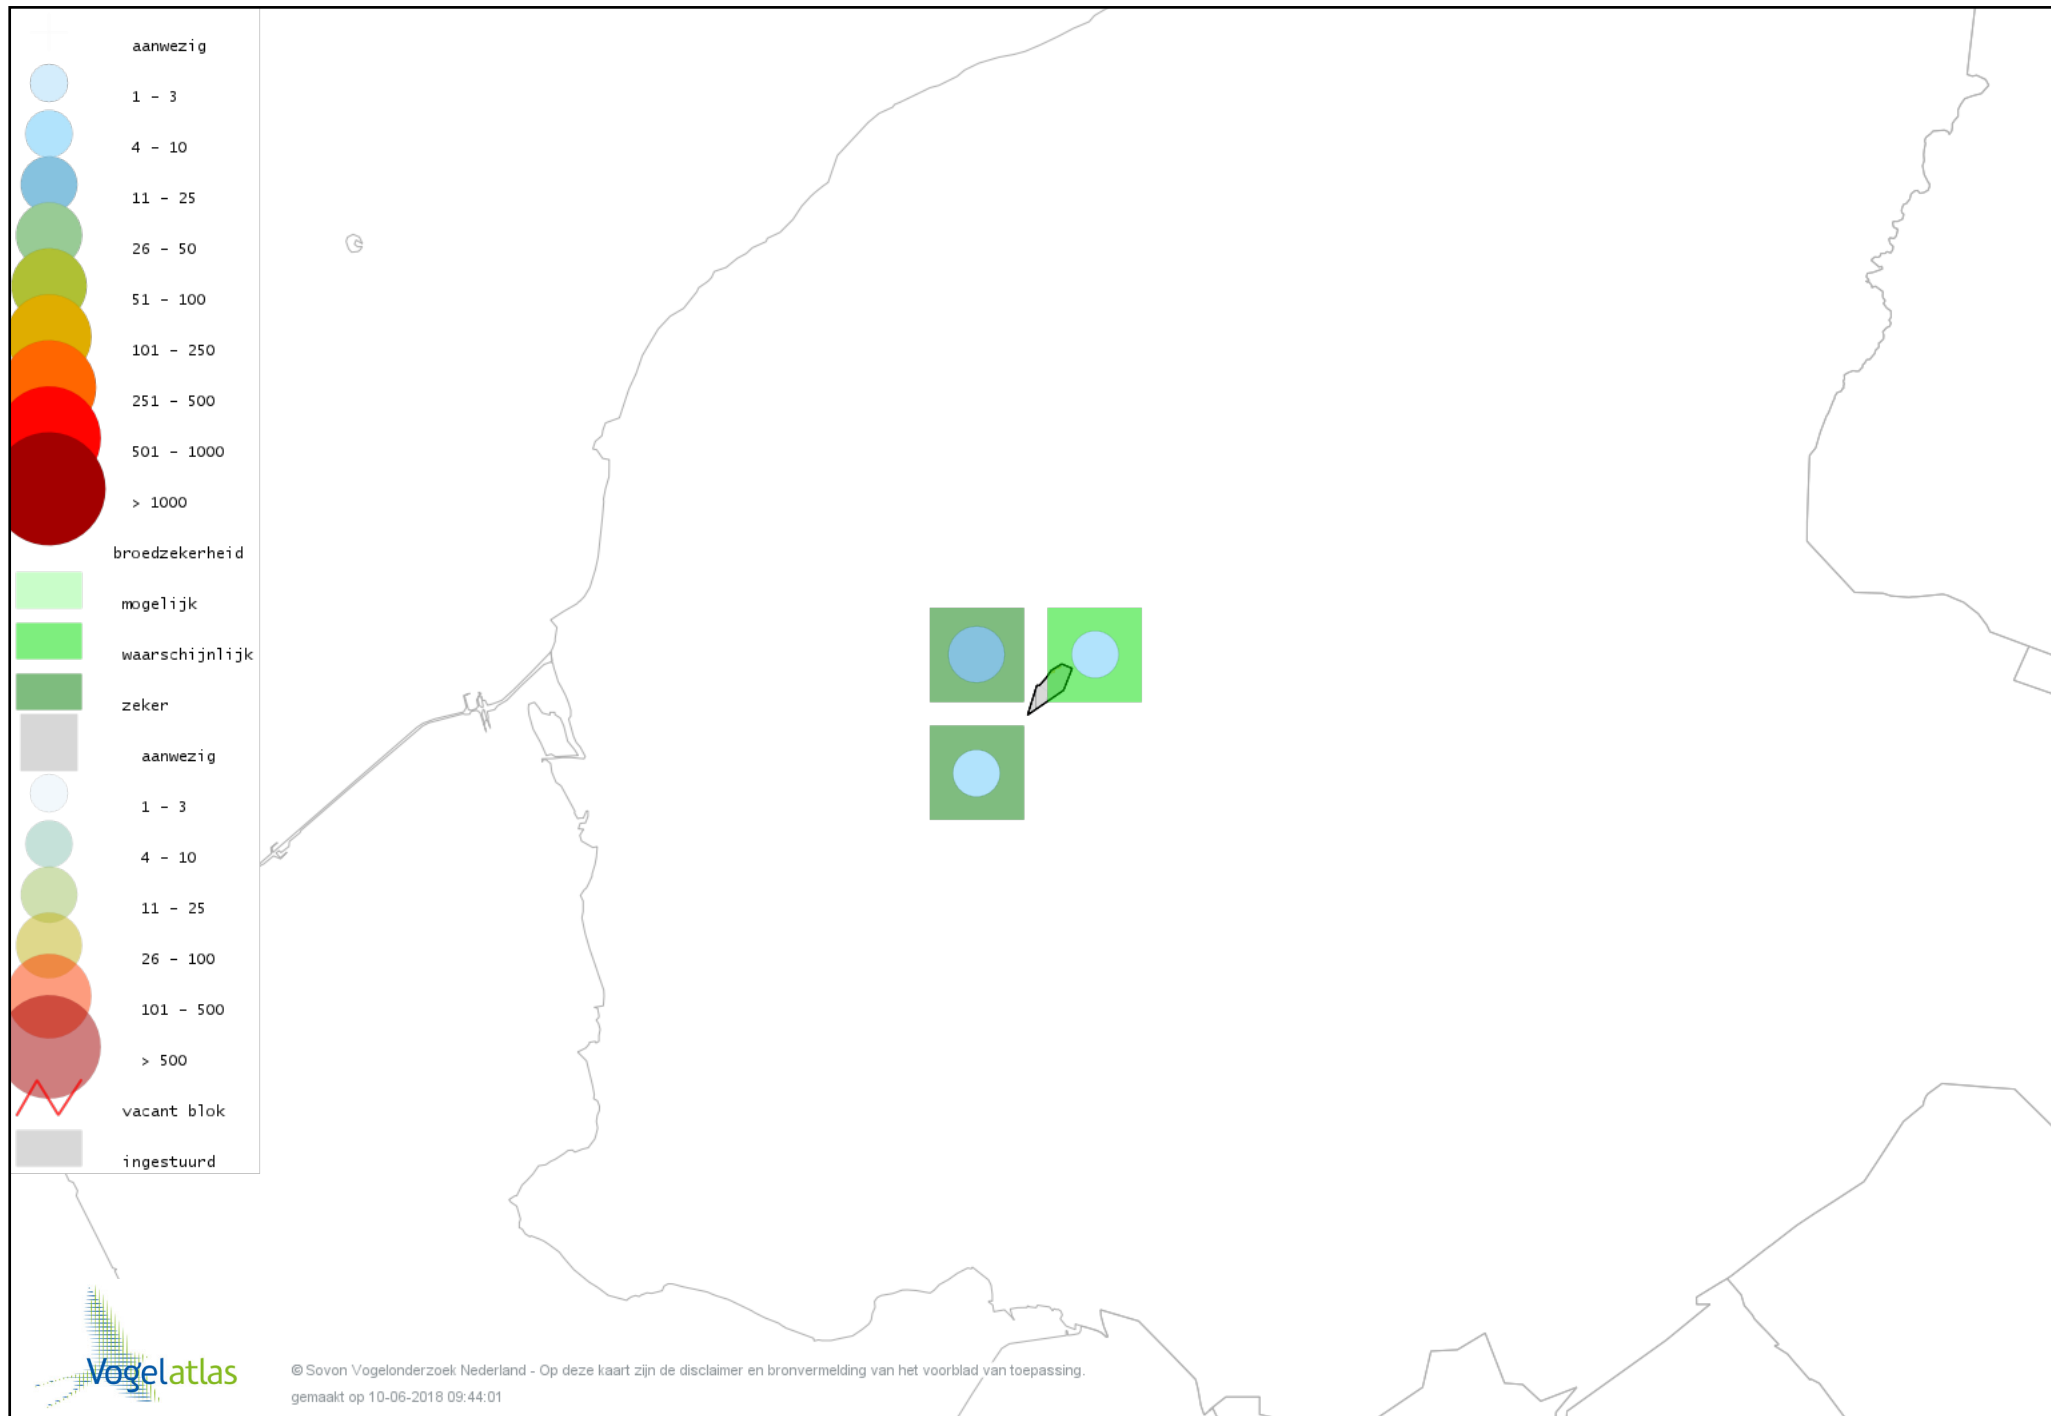 aanwezig
1 - 3
4 - 10
11 - 25
26 - 50
51 - 100
101 - 250
251 - 500
501 - 1000
> 1000
broedzekerheid
mogelijk
waarschijnlijk
zeker
aanwezig
1 - 3
4 - 10
11 - 25
26 - 100
101 - 500
> 500
vacant blok
ingestuurd
Vogelatlas
© Sovon Vogelonderzoek Nederland - Op deze kaart zijn de disclaimer en bronvermelding van het voorblad van toepassing.
gemaakt op 10-06-2018 09:44:01